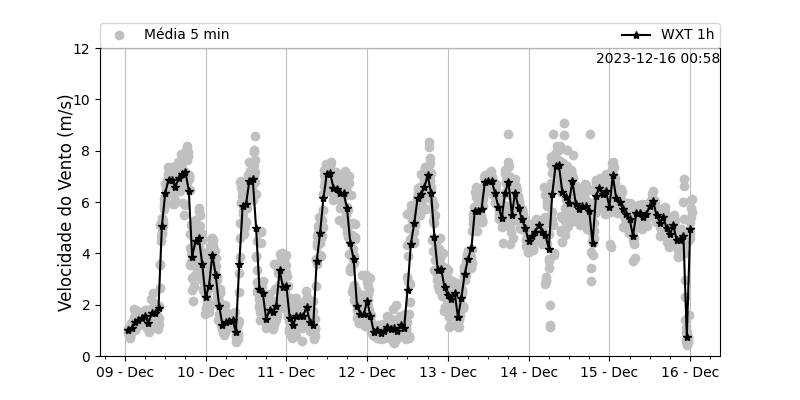 Média 5 min
WXT 1h
2023-12-16 00:58
Velocidade do Vento (m/s)
12
10
8
6
4
2
0
09 - Dec
10 - Dec
11 - Dec
12 - Dec
13 - Dec
14 - Dec
15 - Dec
16 - Dec